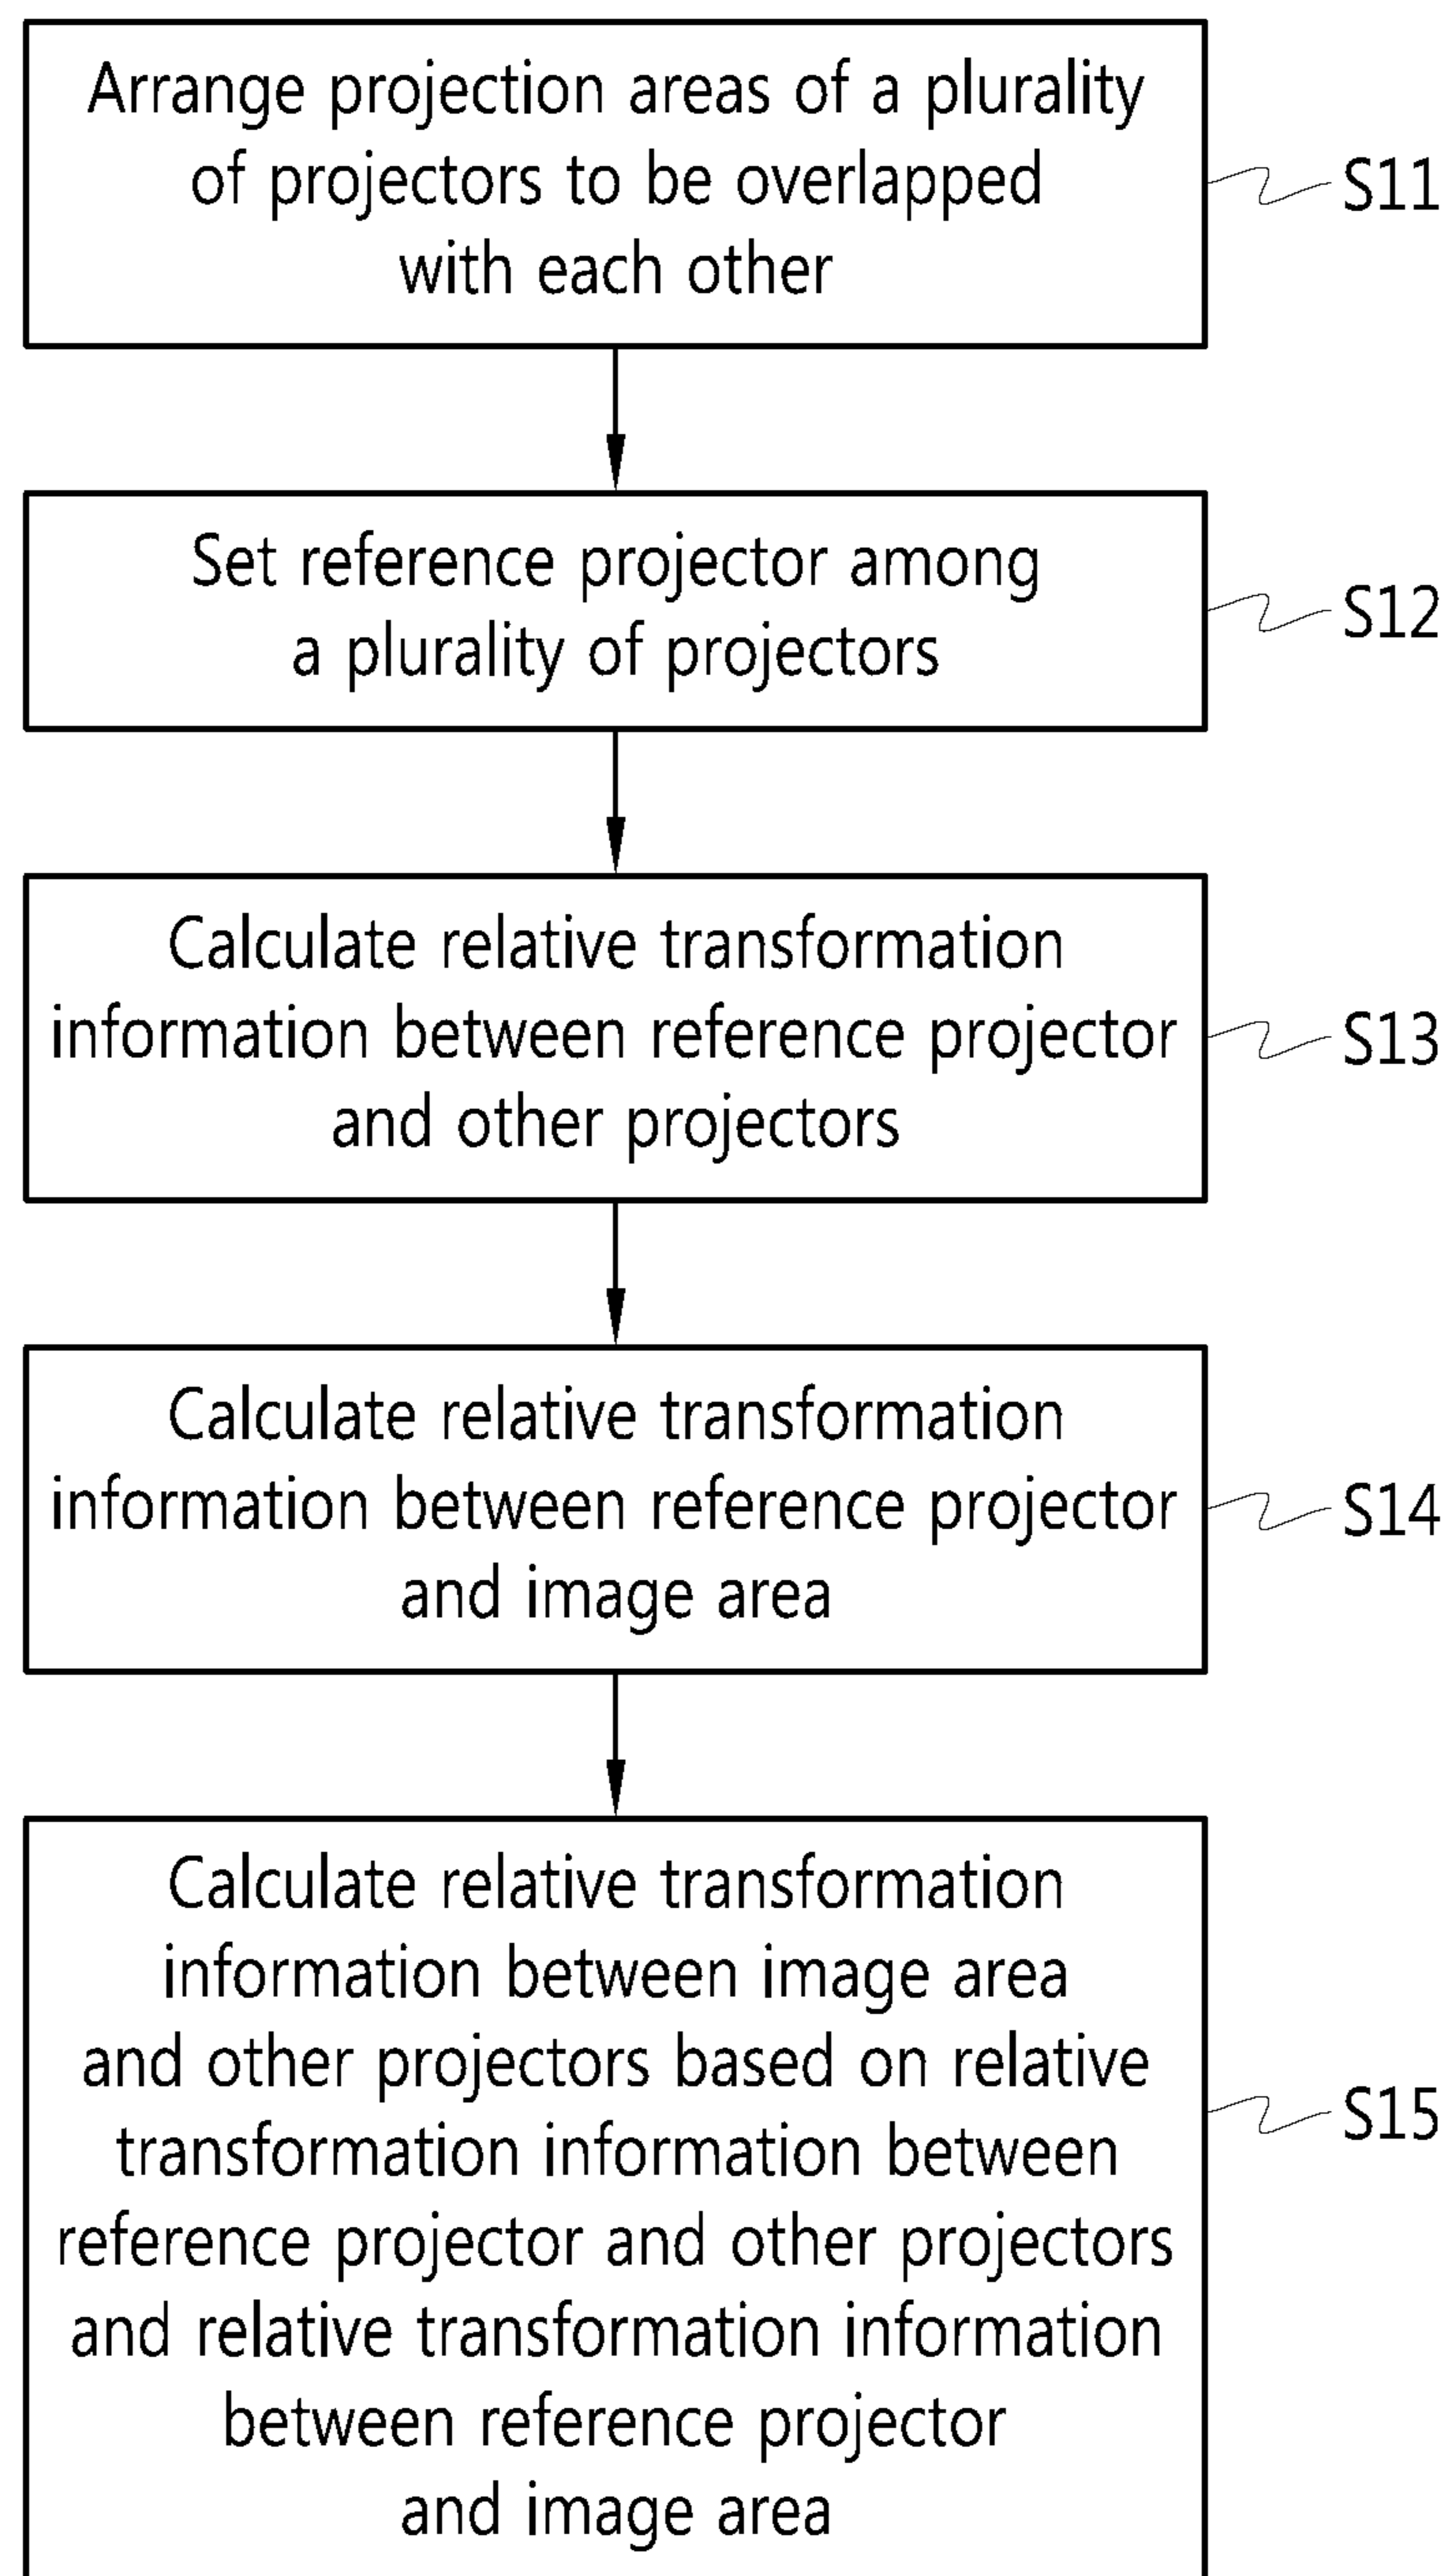 Arrange projection areas of a plurality
of projectors to be overlapped
with each other
S11
Set reference projector among
a plurality of projectors
S12
Calculate relative transformation
information between reference projector
and other projectors
S13
Calculate relative transformation
information between reference projector
and image area
S14
Calculate relative transformation
information between image area
and other projectors based on relative
transformation information between
reference projector and other projectors
and relative transformation information
between reference projector
and image area
S15